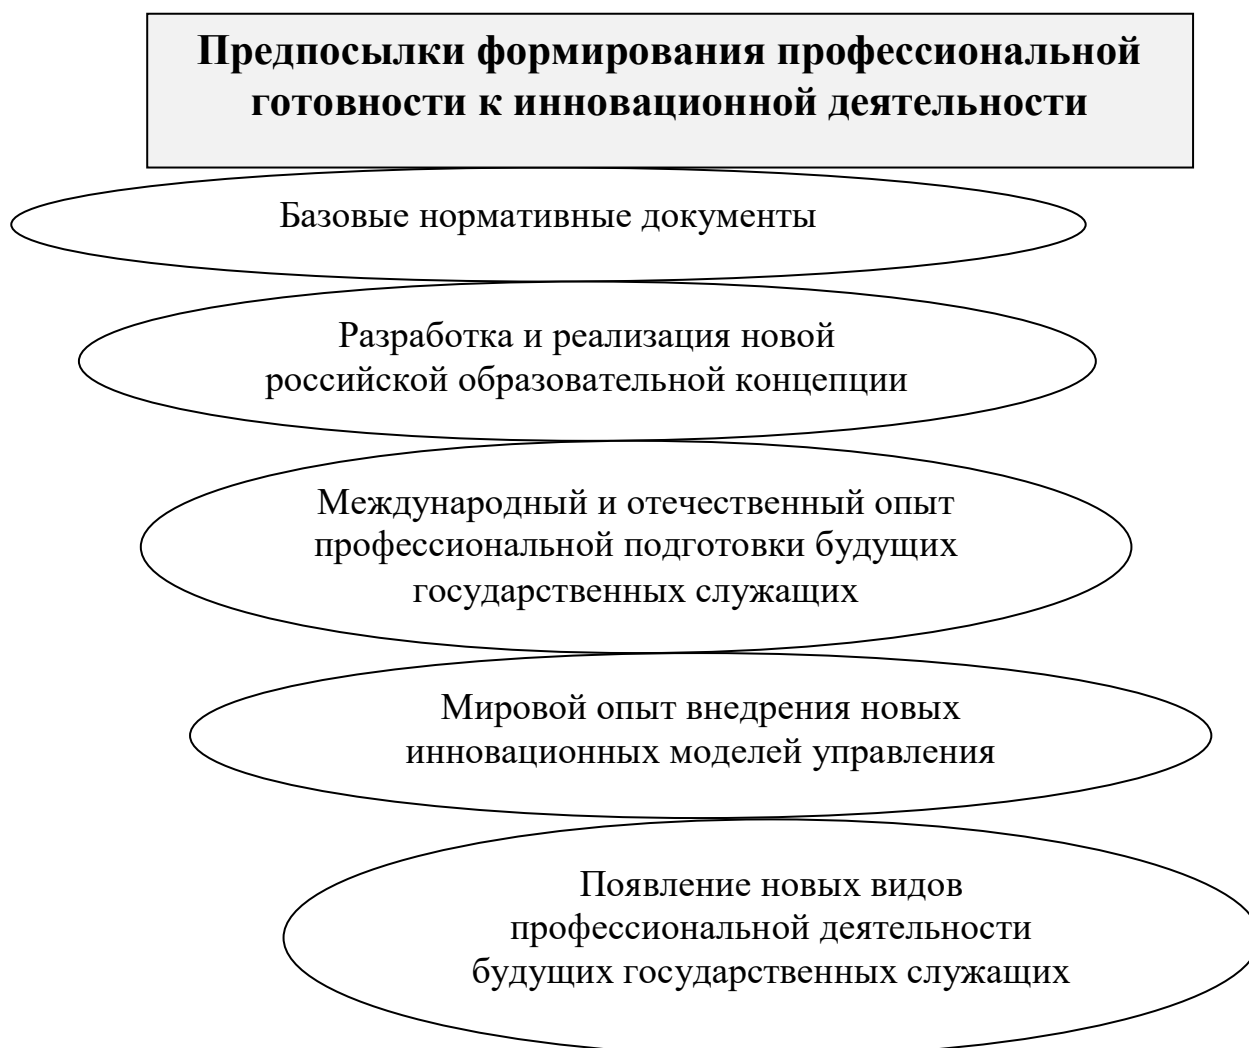 Предпосылки формирования профессиональной
готовности к инновационной деятельности
Базовые нормативные документы
Разработка и реализация новой
российской образовательной концепции
Международный и отечественный опыт
профессиональной подготовки будущих
государственных служащих
Мировой опыт внедрения новых
инновационных моделей управления
Появление новых видов
профессиональной деятельности
будущих государственных служащих